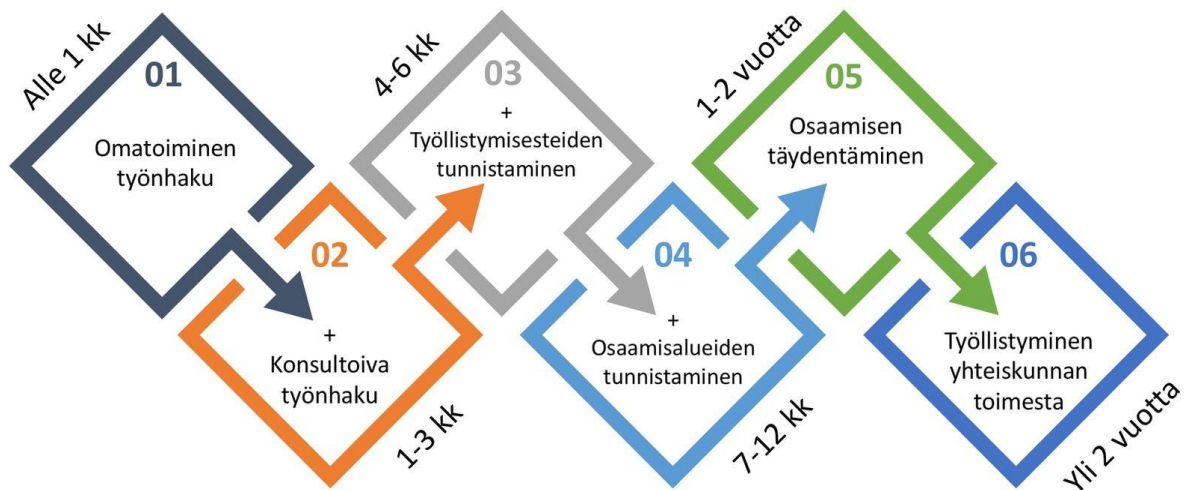 Alle 1 kk
01
Omatoiminen
työnhaku
02
+
Konsultoiva
työnhaku
1-3 kk
4-6 kk
03
+
Työllistymisesteiden
tunnistaminen
04
+
Osaamisalueiden
tunnistaminen
7-12 kk
1-2 vuotta
05
Osaamisen
täydentäminen
06
Työllistyminen
yhteiskunnan
toimesta
Yli 2 vuotta